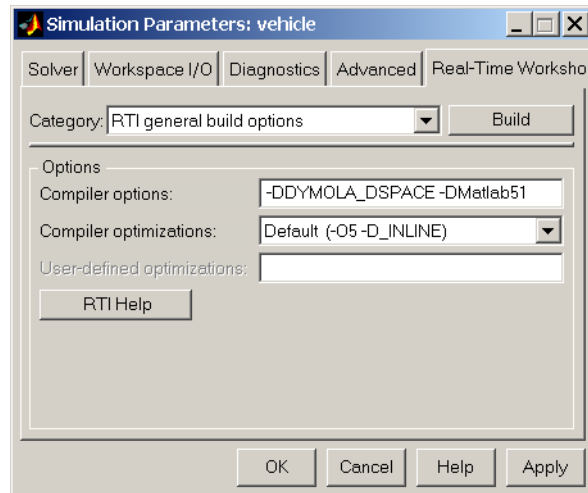 Simulation Parameters: vehicle
Solver Workspace I/O Diagnostics Advanced Real-Time Worksho
Category: RTI general build options Build
Options
Compiler options: -DDYMOLA_DSPACE -DMatlab51
Compiler optimizations: Default (-O5 -D_INLINE)
User-defined optimizations:
RTI Help
OK Cancel Help Apply